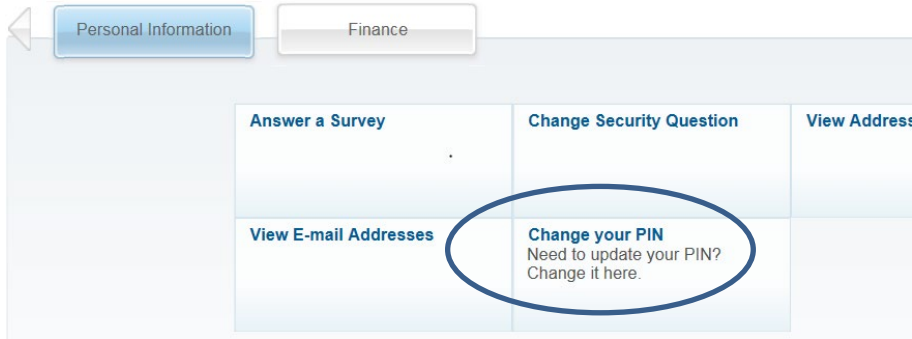 Personal Information
Finance
Answer a Survey
Change Security Question
View Address
View E-mail Addresses
Change your PIN
Need to update your PIN?
Change it here.